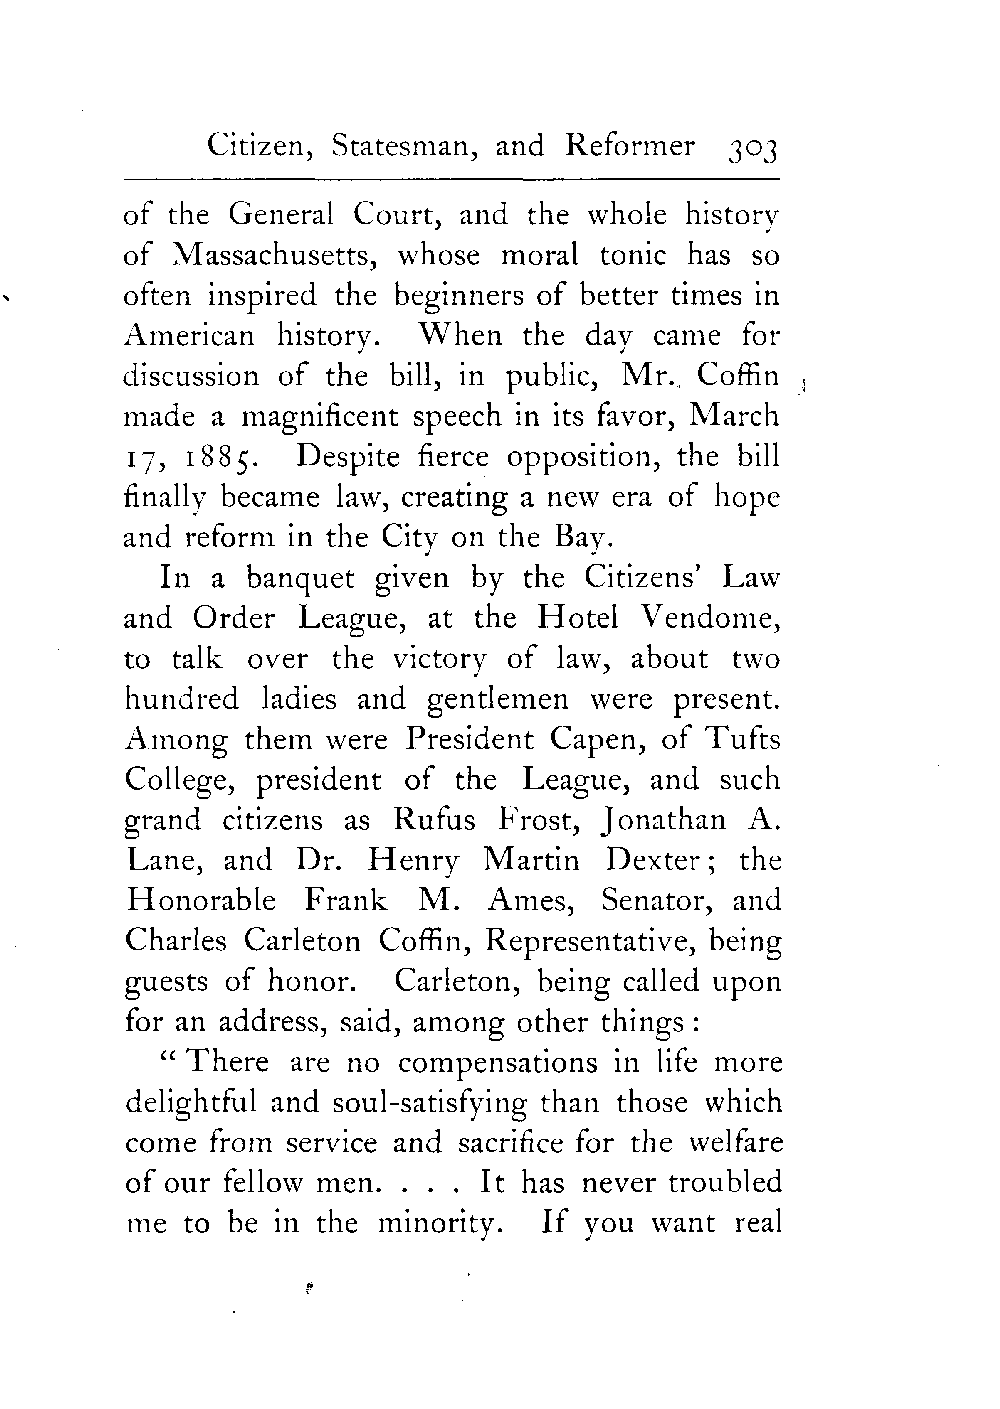 Citizen, Statesman, and Reformer 303
of the General Court, and the whole history
of Massachusetts, whose moral tonic has so
often inspired the beginners of better times in
American history. When the day came for
discussion of the bill, in public, Mr. Coffin
made a magnificent speech in its favor, March
17, 1885. Despite fierce opposition, the bill
finally became law, creating a new era of hope
and reform in the City on the Bay.
In a banquet given by the Citizens' Law
and Order League, at the Hotel Vendome,
to talk over the victory of law, about two
hundred ladies and gentlemen were present.
Among them were President Capen, of Tufts
College, president of the League, and such
grand citizens as Rufus Frost, Jonathan A.
Lane, and Dr. Henry Martin Dexter; the
Honorable Frank M. Ames, Senator, and
Charles Carleton Coffin, Representative, being
guests of honor. Carleton, being called upon
for an address, said, among other things:
“There are no compensations in life more
delightful and soul-satisfying than those which
come from service and sacrifice for the welfare
of our fellow men. . . . It has never troubled
me to be in the minority. If you want real